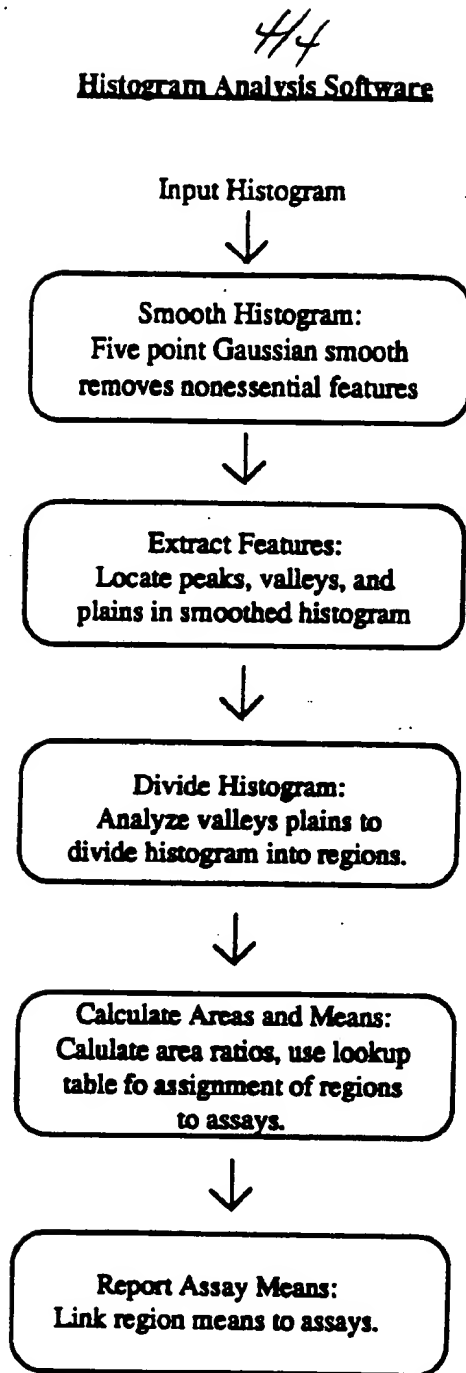 4/4
Histogram Analysis Software
Input Histogram
Smooth Histogram:
Five point Gaussian smooth
removes nonessential features
Extract Features:
Locate peaks, valleys, and
plains in smoothed histogram
Divide Histogram:
Analyze valleys plains to
divide histogram into regions.
Calculate Areas and Means:
Calulate area ratios, use lookup
table fo assignment of regions
to assays.
Report Assay Means:
Link region means to assays.